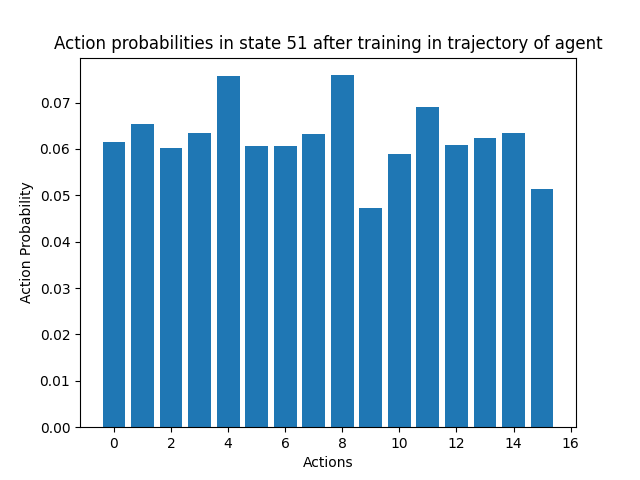 Action probabilities in state 51 after training in trajectory of agent
0.07
0.06
0.05
0.04
0.03
0.02
0.01
0.00
Action Probability
0 2 4 6 8 10 12 14 16
Actions